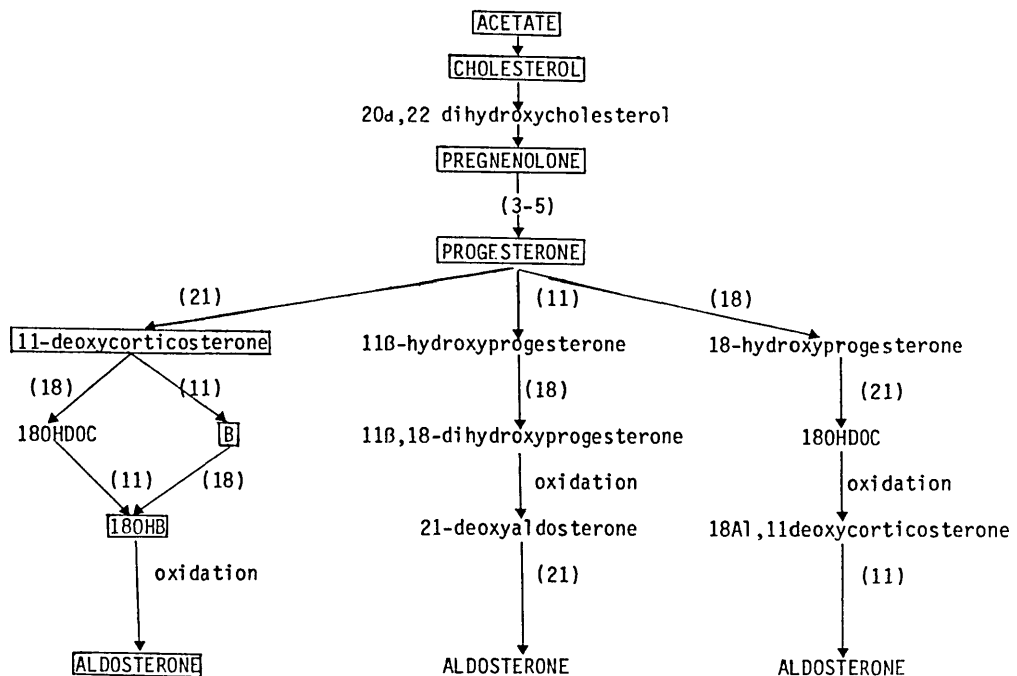 ACETATE
CHOLESTEROL
20α,22 dihydroxycholesterol
PREGNENOLONE
(3-5)
PROGESTERONE
(21) (11) (18)
11-deoxycorticosterone 11β-hydroxyprogesterone 18-hydroxyprogesterone
(18) (11) (18) (21)
18OHDOC B 11β,18-dihydroxyprogesterone 18OHDOC
(11) (18) oxidation oxidation
18OHB 21-deoxyaldosterone 18Al,11deoxycorticosterone
oxidation (21) (11)
ALDOSTERONE ALDOSTERONE ALDOSTERONE